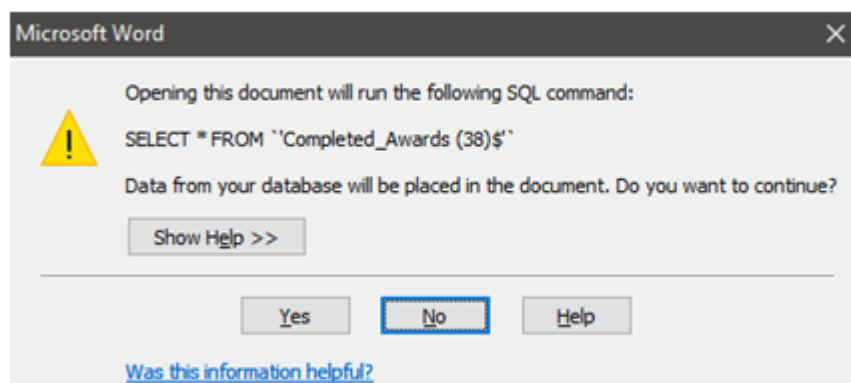 Microsoft Word
Opening this document will run the following SQL command:
SELECT * FROM `'Completed_Awards (38)$'`
Data from your database will be placed in the document. Do you want to continue?
Show Help >>
Yes No Help
Was this information helpful?